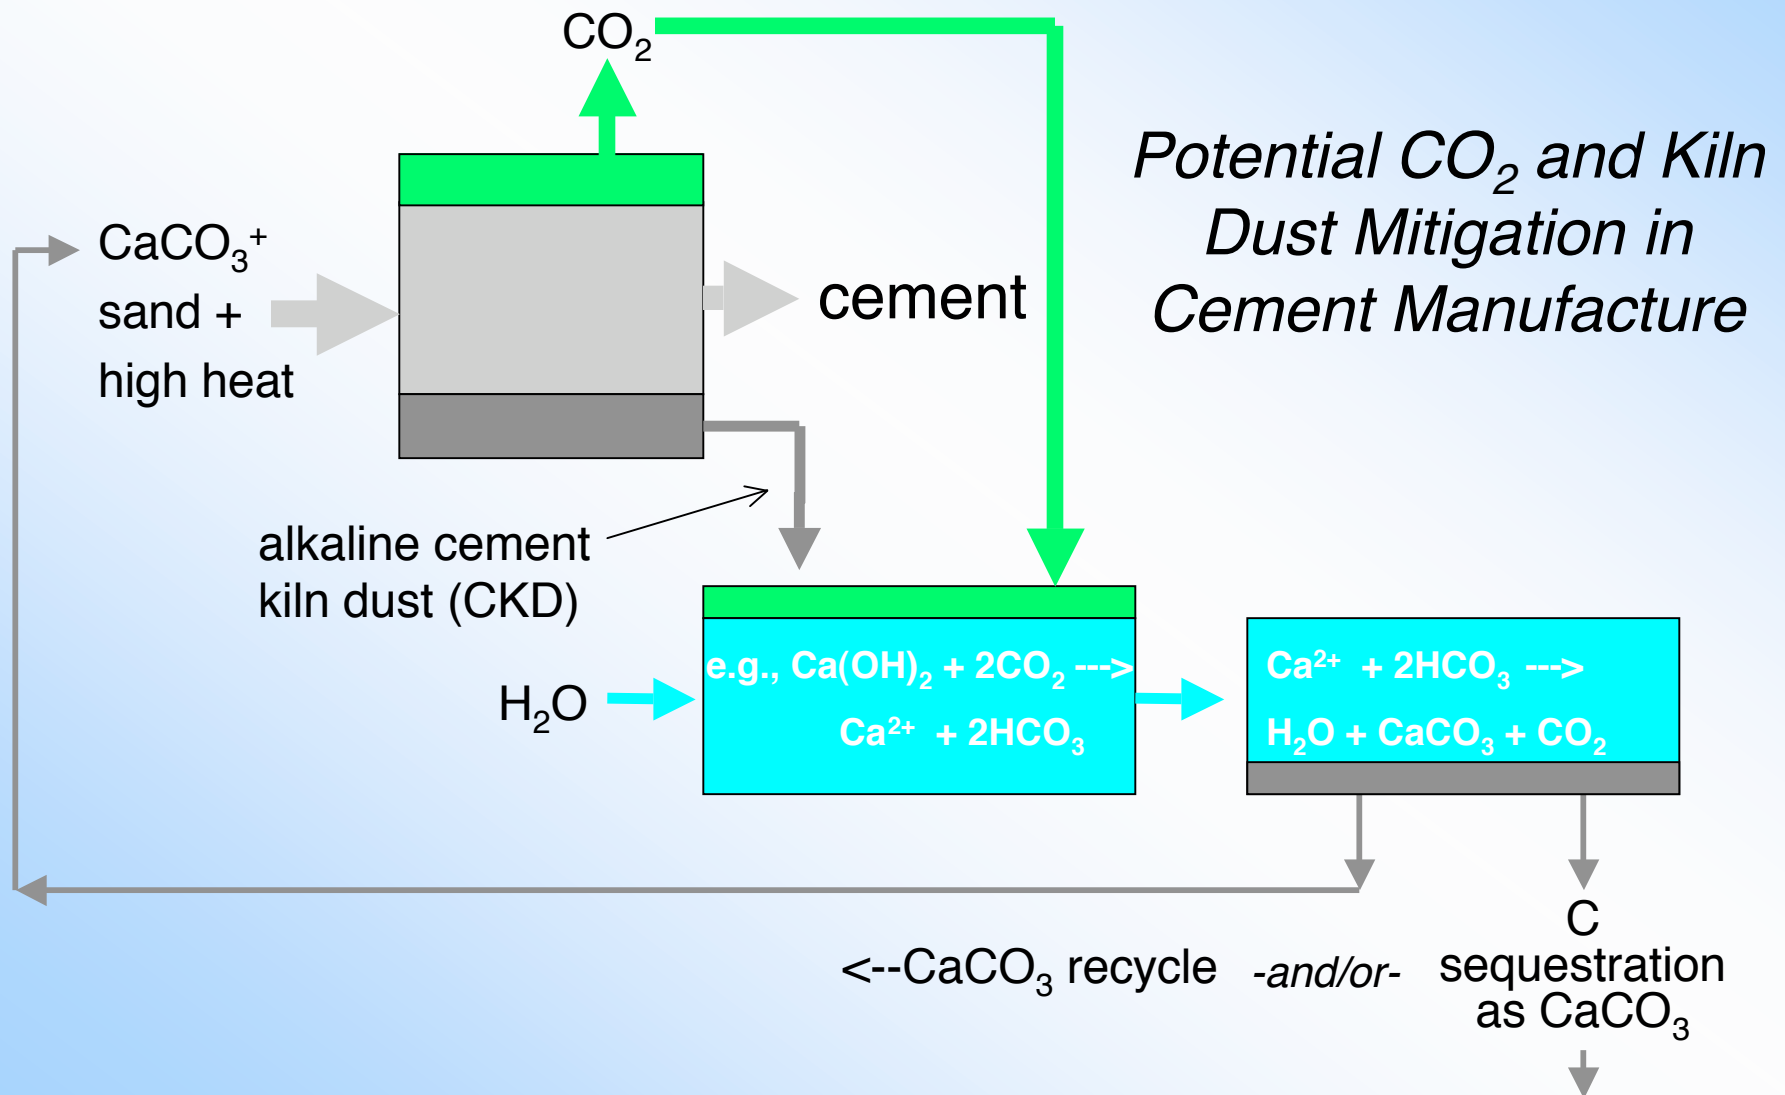 CO₂
Potential CO₂ and Kiln
Dust Mitigation in
Cement Manufacture
CaCO₃⁺
sand +
high heat
cement
alkaline cement
kiln dust (CKD)
H₂O
e.g., Ca(OH)₂ + 2CO₂ --->
Ca²⁺ + 2HCO₃
Ca²⁺ + 2HCO₃ --->
H₂O + CaCO₃ + CO₂
<--CaCO₃ recycle
-and/or-
C
sequestration
as CaCO₃